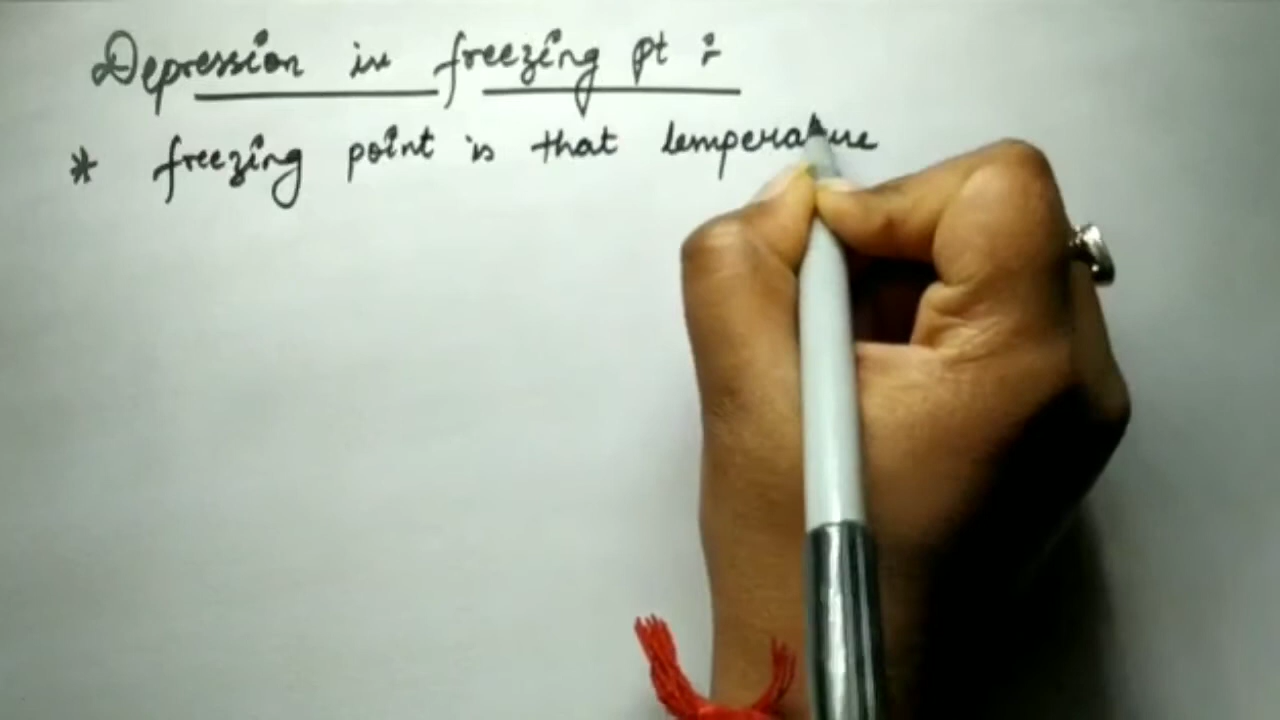 Depression in freezing pt :-
* freezing point is that temperature